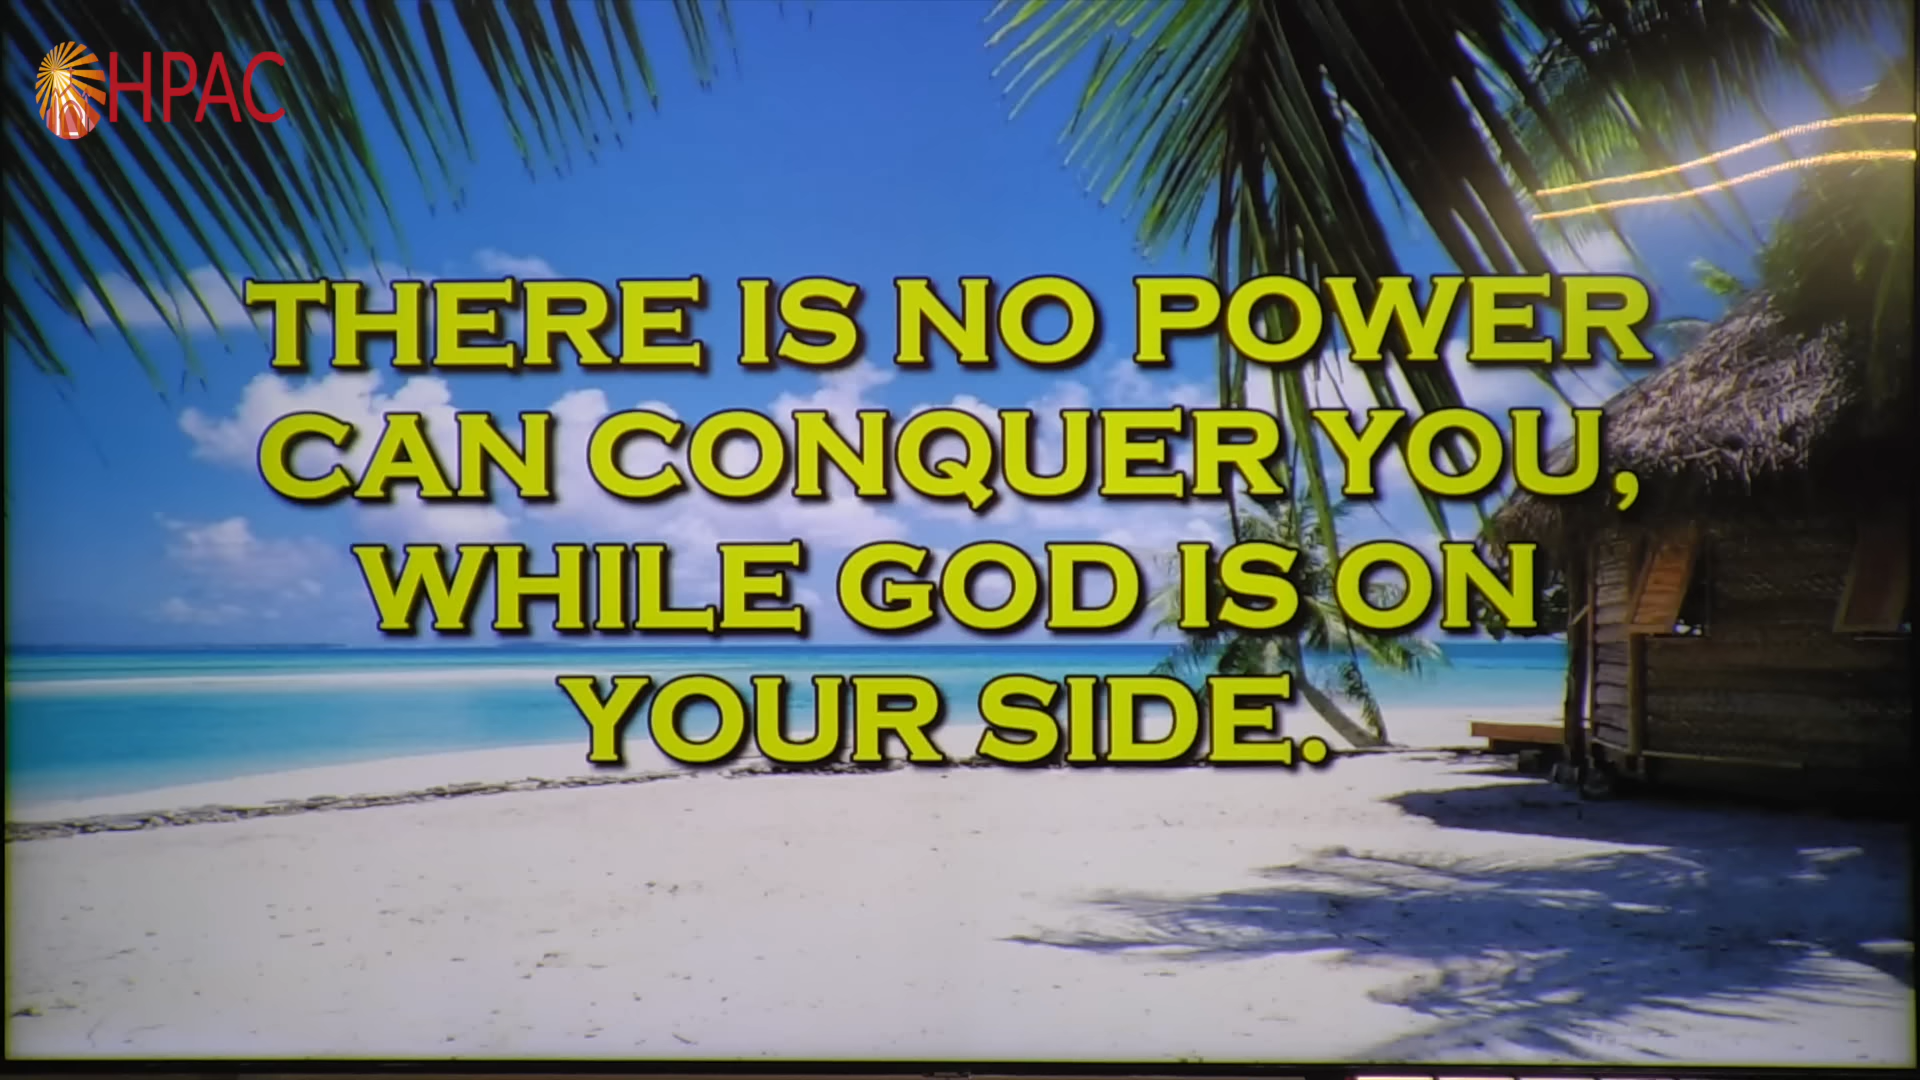 HPAC
THERE IS NO POWER
CAN CONQUER YOU,
WHILE GOD IS ON
YOUR SIDE.